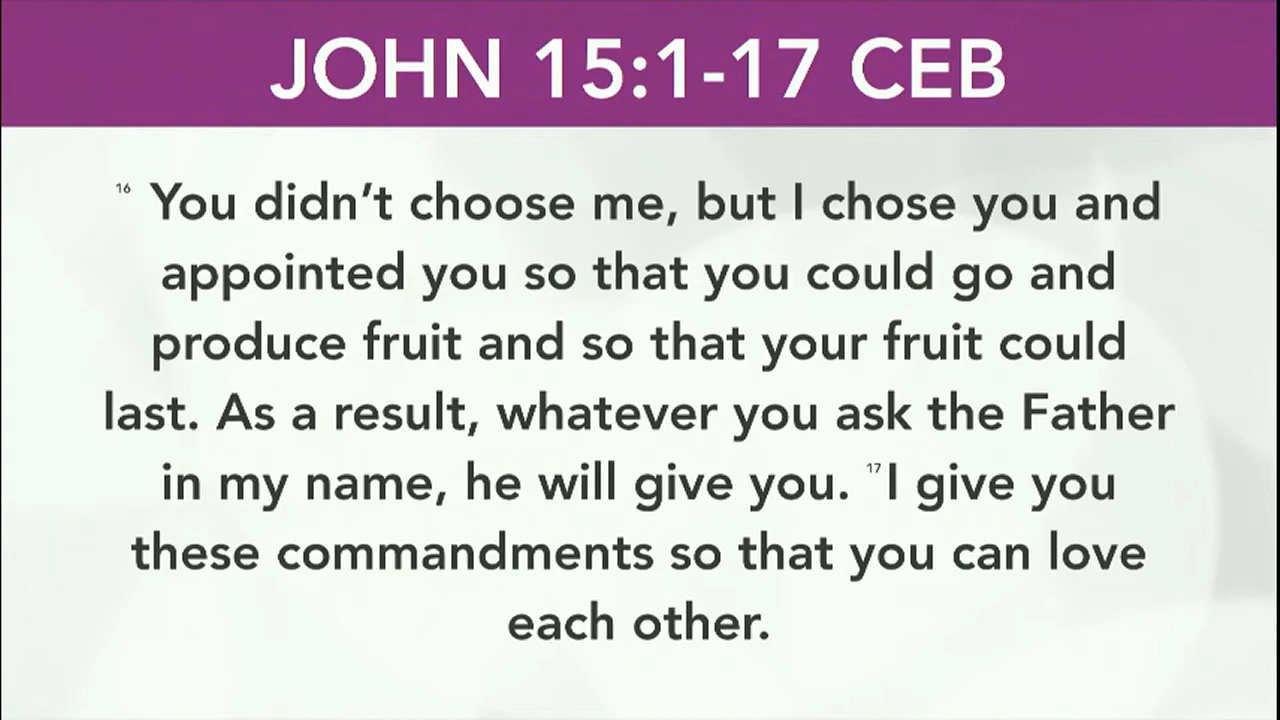 JOHN 15:1-17 CEB
16 You didn’t choose me, but I chose you and
appointed you so that you could go and
produce fruit and so that your fruit could
last. As a result, whatever you ask the Father
in my name, he will give you. 17 I give you
these commandments so that you can love
each other.